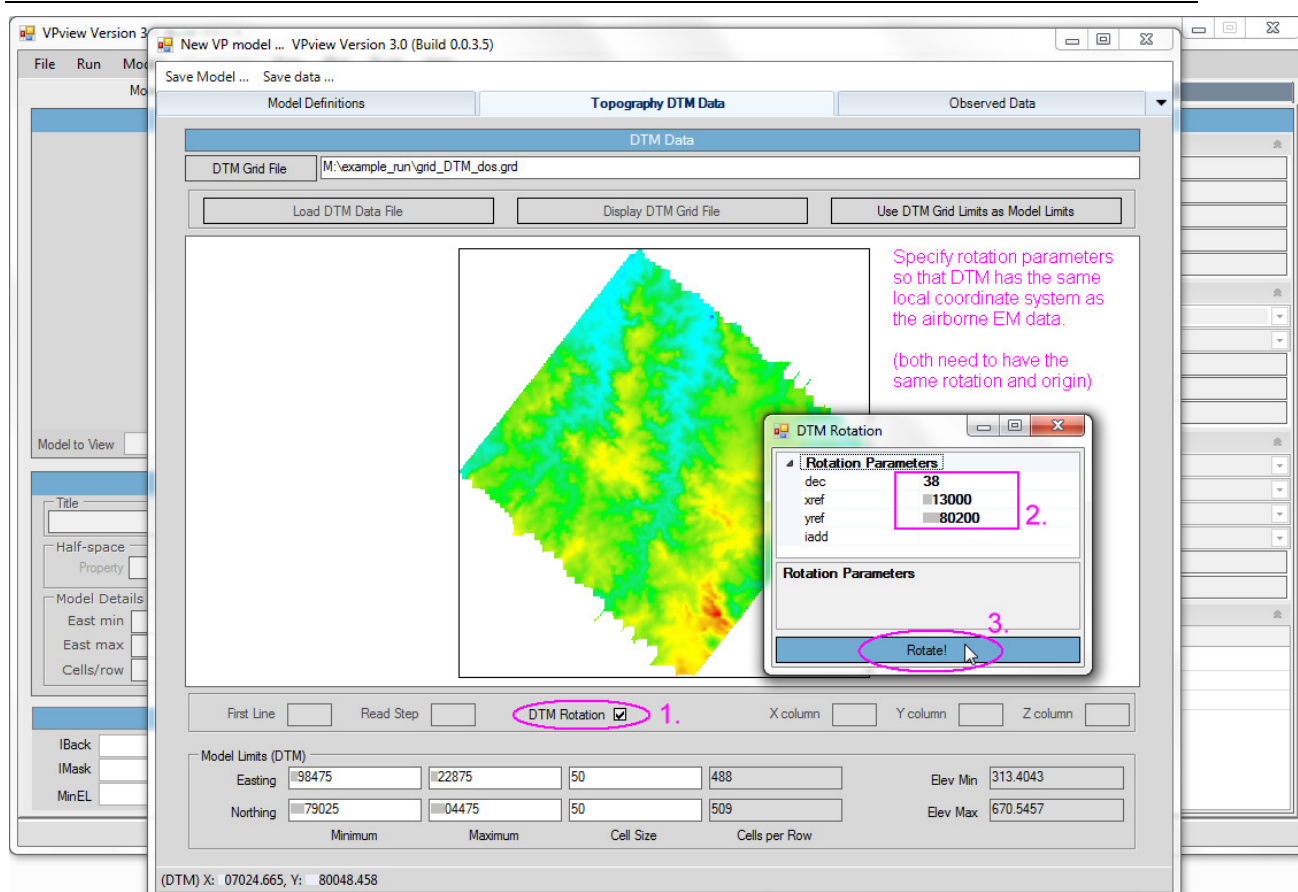 VPview Version 3
File Run Mod
Mo
New VP model ... VPview Version 3.0 (Build 0.0.3.5)
Save Model ... Save data ...
Model Definitions Topography DTM Data Observed Data
DTM Data
DTM Grid File M:\example_run\grid_DTM_dos.grd
Load DTM Data File Display DTM Grid File Use DTM Grid Limits as Model Limits
Specify rotation parameters
so that DTM has the same
local coordinate system as
the airborne EM data.
(both need to have the
same rotation and origin)
DTM Rotation
Rotation Parameters
dec 38
xref 13000
yref 80200
iadd
2.
Rotation Parameters
3.
Rotate!
First Line Read Step DTM Rotation 1. X column Y column Z column
Model Limits (DTM)
Easting 98475 22875 50 488 Elev Min 313.4043
Northing 79025 04475 50 509 Elev Max 670.5457
Minimum Maximum Cell Size Cells per Row
(DTM) X: 07024.665, Y: 80048.458
Model to View
Title
Half-space
Property
Model Details
East min
East max
Cells/row
IBack
IMask
MinEL